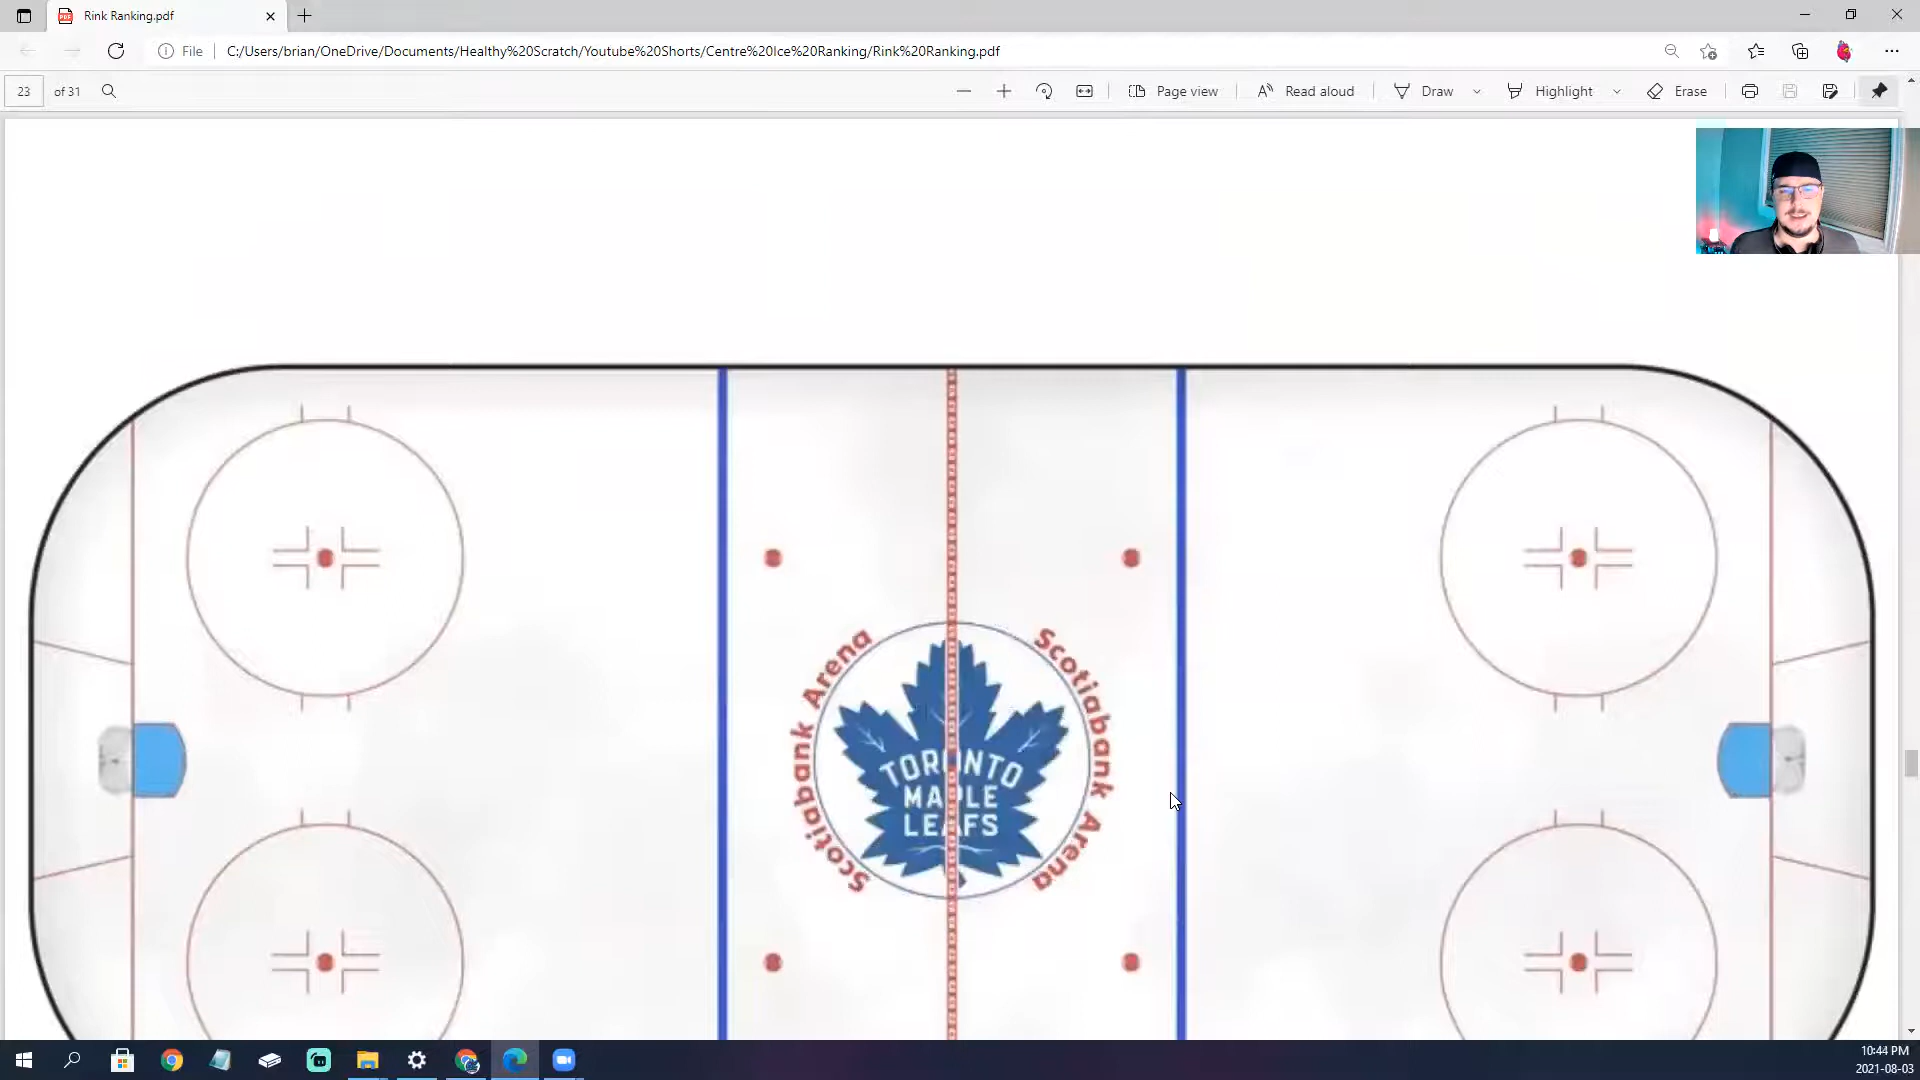 Rink Ranking.pdf
File
C:/Users/brian/OneDrive/Documents/Healthy%20Scratch/Youtube%20Shorts/Centre%20Ice%20Ranking/Rink%20Ranking.pdf
23 of 31
Page view
Read aloud
Draw
Highlight
Erase
Scotiabank Arena
Scotiabank Arena
TORONTO
MAPLE
LEAFS
10:44 PM
2021-08-03